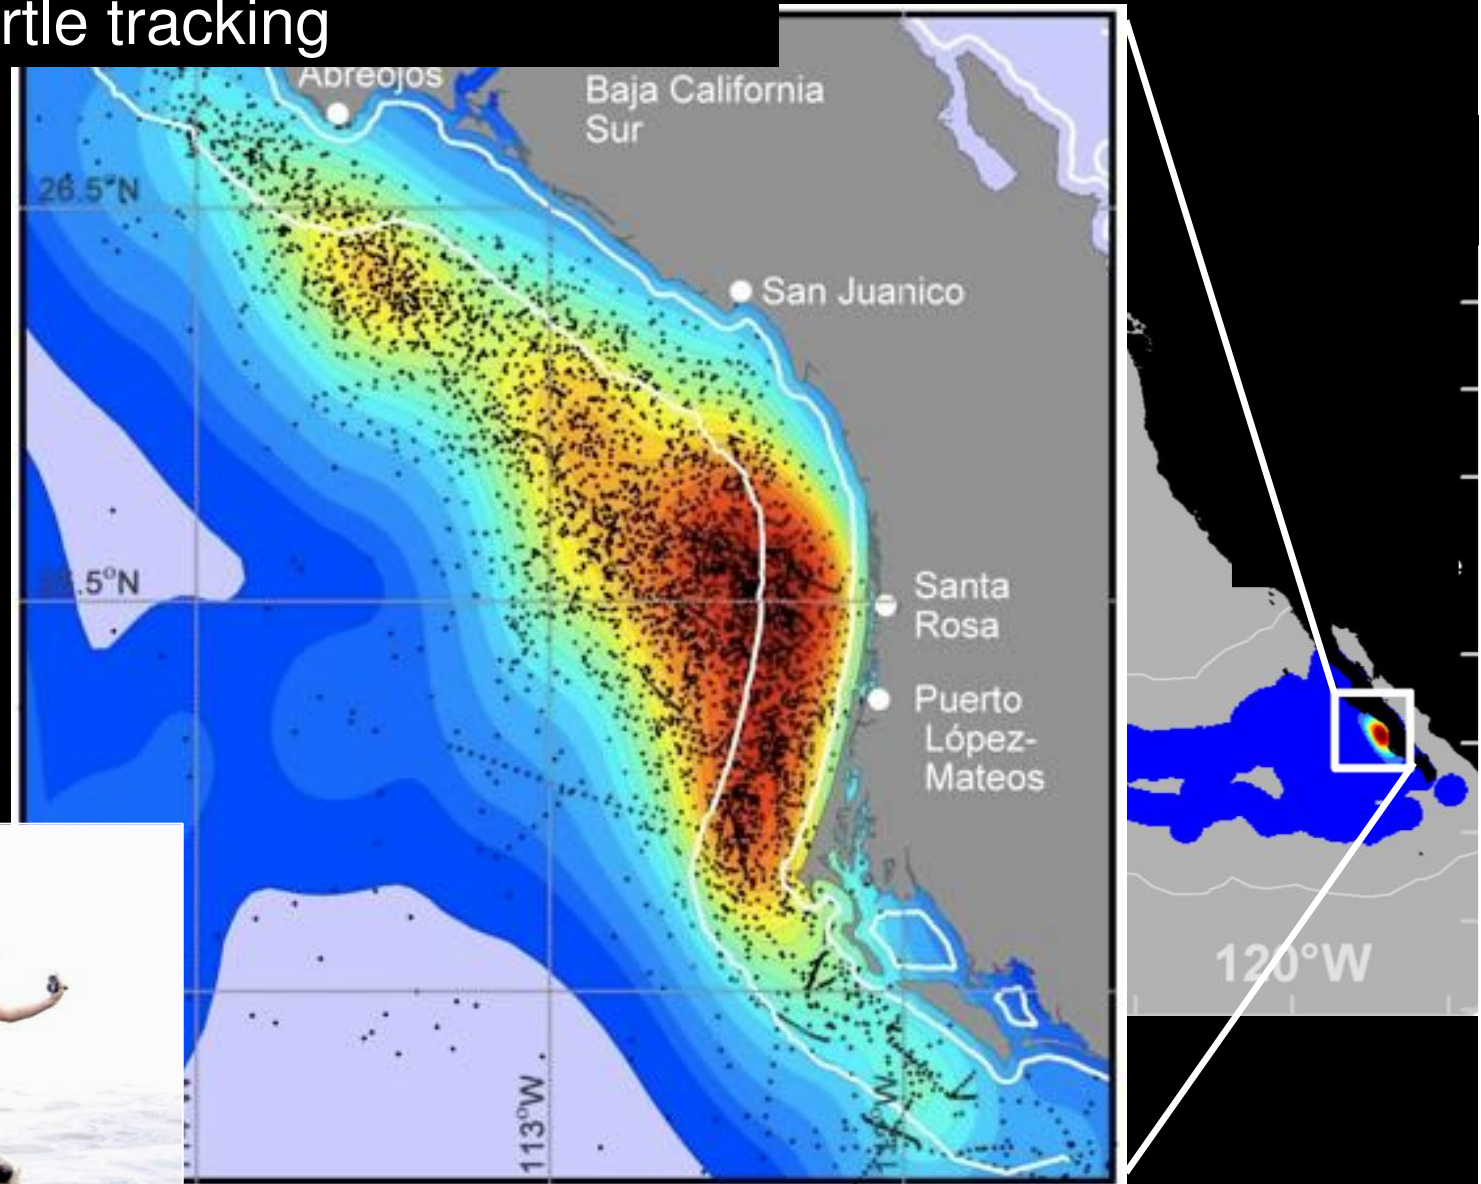 rtle tracking
Abreojos
Baja California
Sur
26.5°N
San Juanico
.5°N
Santa
Rosa
Puerto
López-
Mateos
120°W
113°W